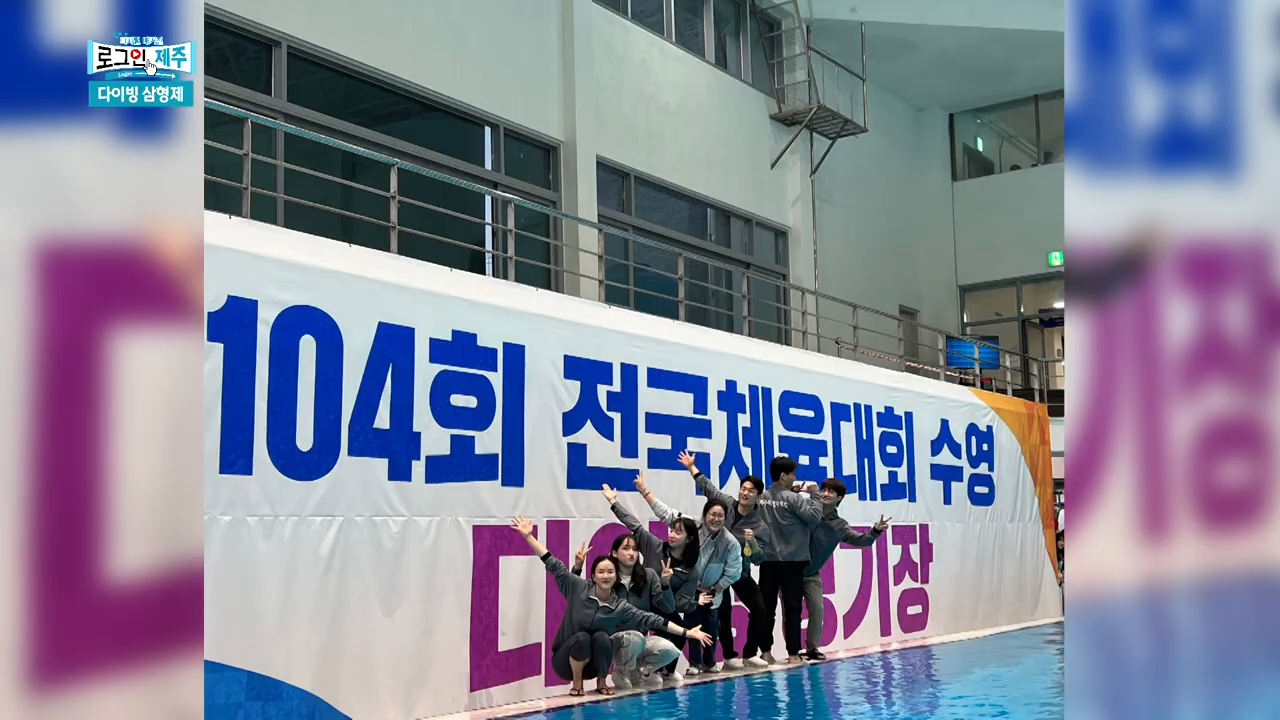 로그인 제주
Login
다이빙 삼형제
104회 전국체육대회 수영
기장